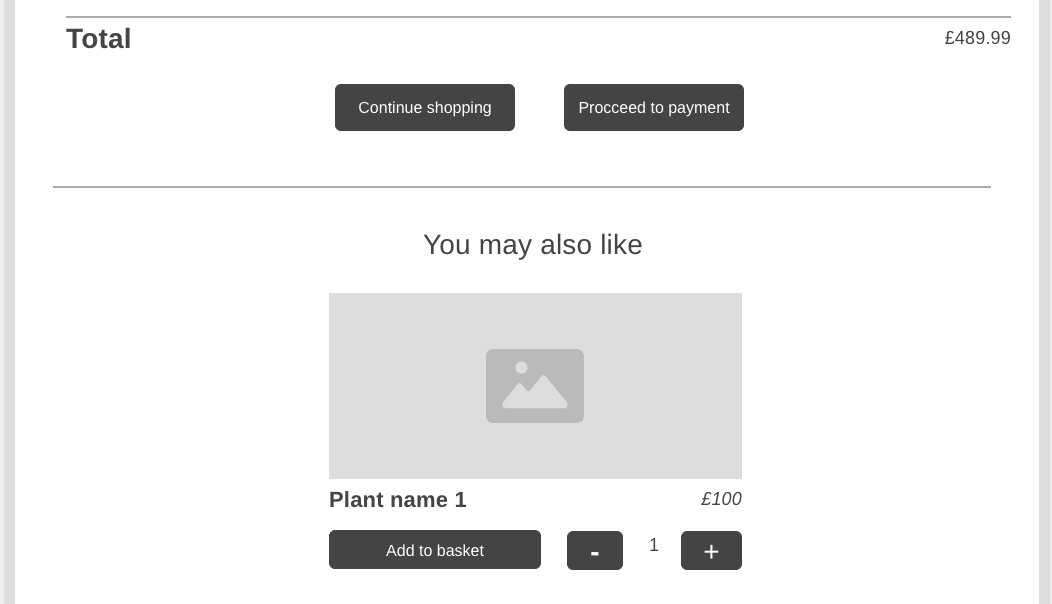 Total £489.99
Continue shopping Procceed to payment
You may also like
Plant name 1 £100
Add to basket - 1 +